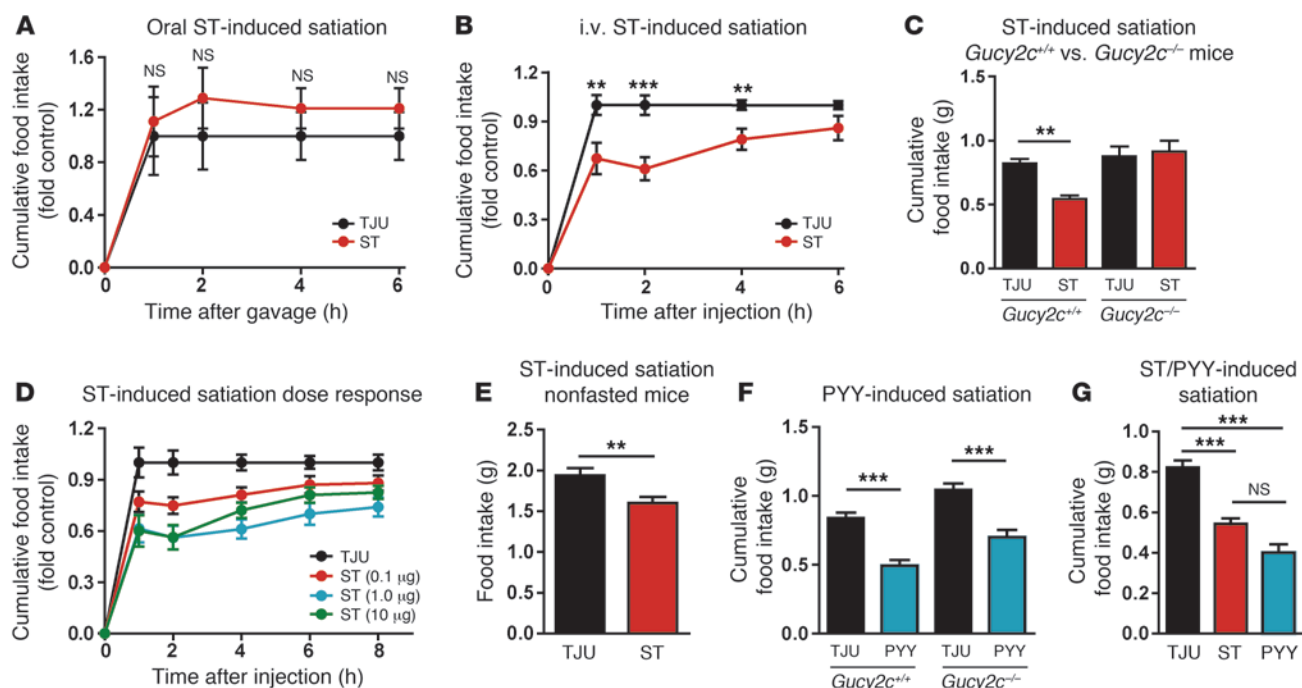 A
Oral ST-induced satiation
Cumulative food intake
(fold control)
1.6
1.2
0.8
0.4
0.0
NS
NS
NS
NS
TJU
ST
0
2
4
6
Time after gavage (h)
B
i.v. ST-induced satiation
Cumulative food intake
(fold control)
1.2
0.9
0.6
0.3
0.0
**
***
**
TJU
ST
0
2
4
6
Time after injection (h)
C
ST-induced satiation
Gucy2c+/+ vs. Gucy2c−/− mice
Cumulative
food intake (g)
1.5
1.0
0.5
0.0
**
TJU ST TJU ST
Gucy2c+/+ Gucy2c−/−
D
ST-induced satiation dose response
Cumulative food intake
(fold control)
1.2
0.9
0.6
0.3
0.0
TJU
ST (0.1 µg)
ST (1.0 µg)
ST (10 µg)
0
2
4
6
8
Time after injection (h)
E
ST-induced satiation
nonfasted mice
Food intake (g)
2.5
2.0
1.5
1.0
0.5
0.0
**
TJU ST
F
PYY-induced satiation
Cumulative
food intake (g)
1.5
1.0
0.5
0.0
***
***
TJU PYY TJU PYY
Gucy2c+/+ Gucy2c−/−
G
ST/PYY-induced
satiation
Cumulative
food intake (g)
1.0
0.8
0.6
0.4
0.2
0.0
***
***
NS
TJU ST PYY